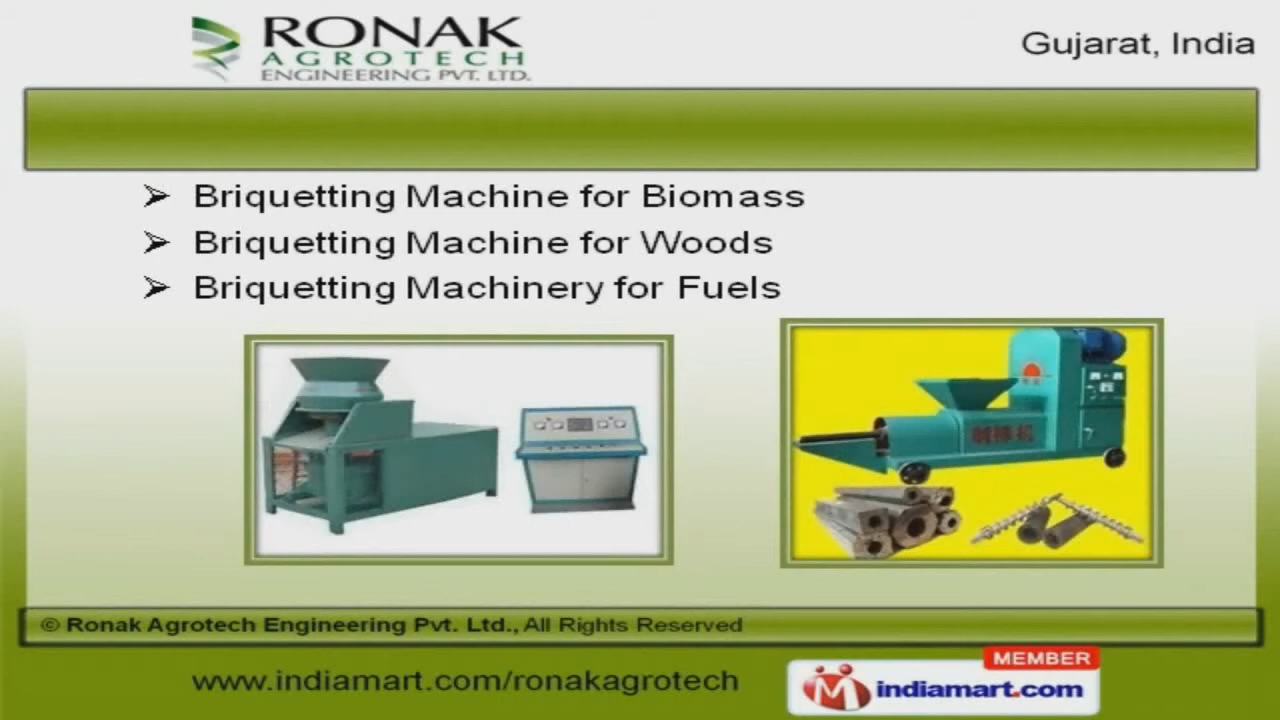 RONAK
AGROTECH
ENGINEERING PVT. LTD.
Gujarat, India
➢ Briquetting Machine for Biomass
➢ Briquetting Machine for Woods
➢ Briquetting Machinery for Fuels
© Ronak Agrotech Engineering Pvt. Ltd., All Rights Reserved
www.indiamart.com/ronakagrotech
MEMBER
indiamart.com